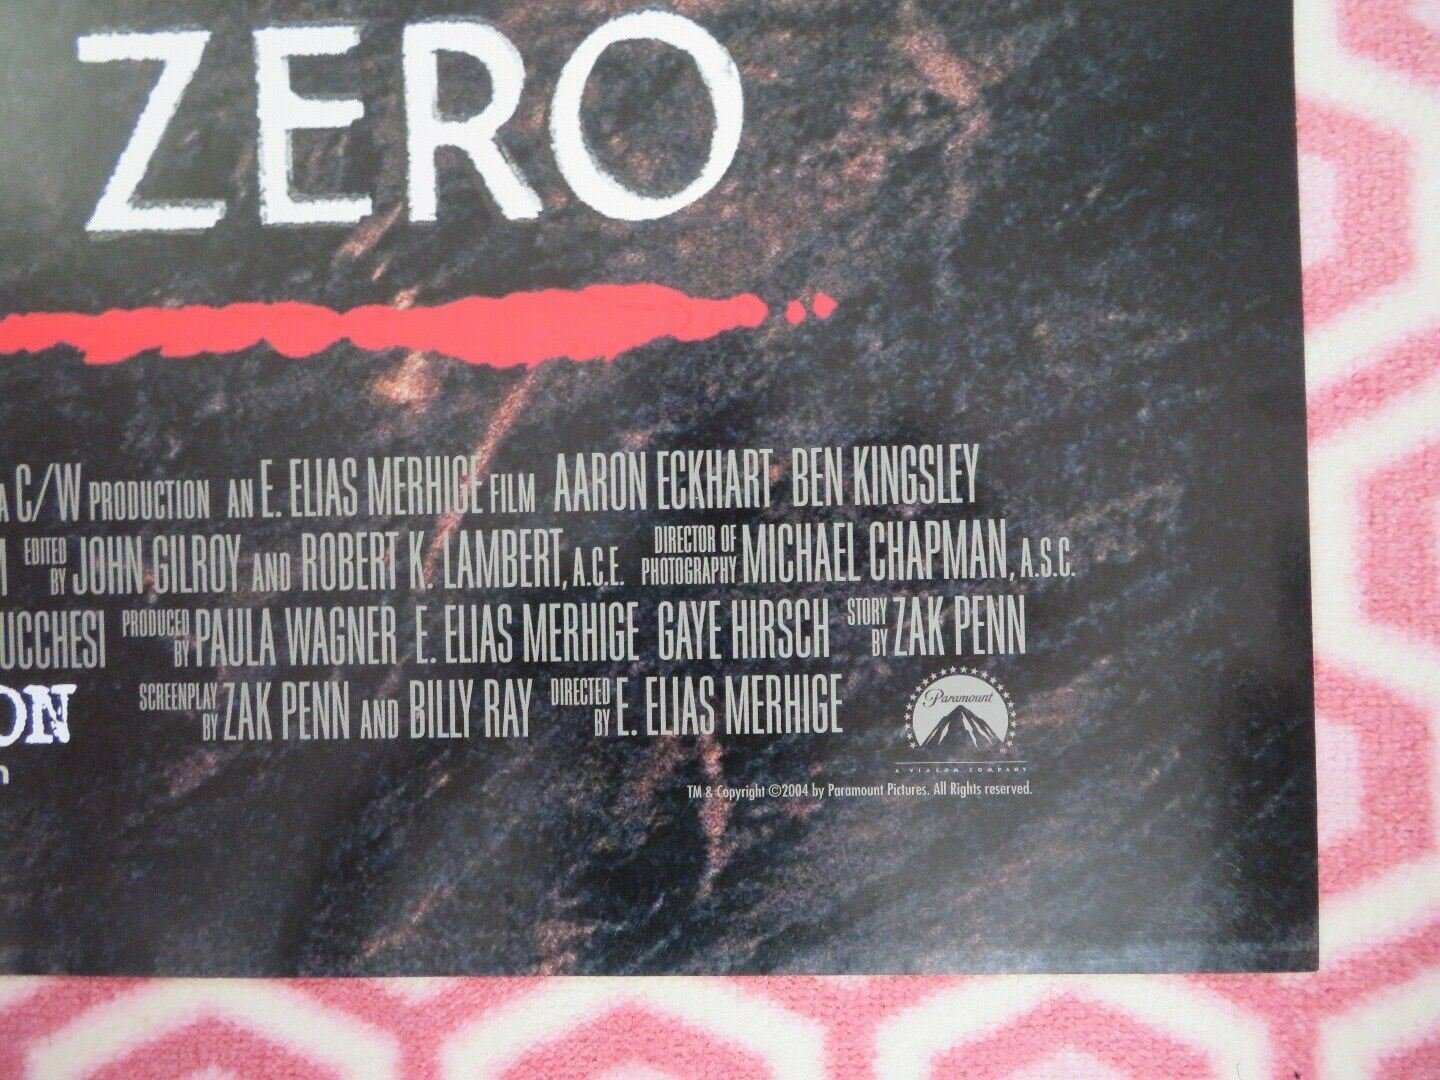 ZERO
A C/W PRODUCTION AN E. ELIAS MERHIGE FILM AARON ECKHART BEN KINGSLEY
EDITED BY JOHN GILROY AND ROBERT K. LAMBERT, A.C.E. DIRECTOR OF PHOTOGRAPHY MICHAEL CHAPMAN, A.S.C.
UCCHESI PRODUCED BY PAULA WAGNER E. ELIAS MERHIGE GAYE HIRSCH STORY BY ZAK PENN
ON SCREENPLAY BY ZAK PENN AND BILLY RAY DIRECTED BY E. ELIAS MERHIGE
Paramount
A VIACOM COMPANY
TM & Copyright ©2004 by Paramount Pictures. All Rights reserved.